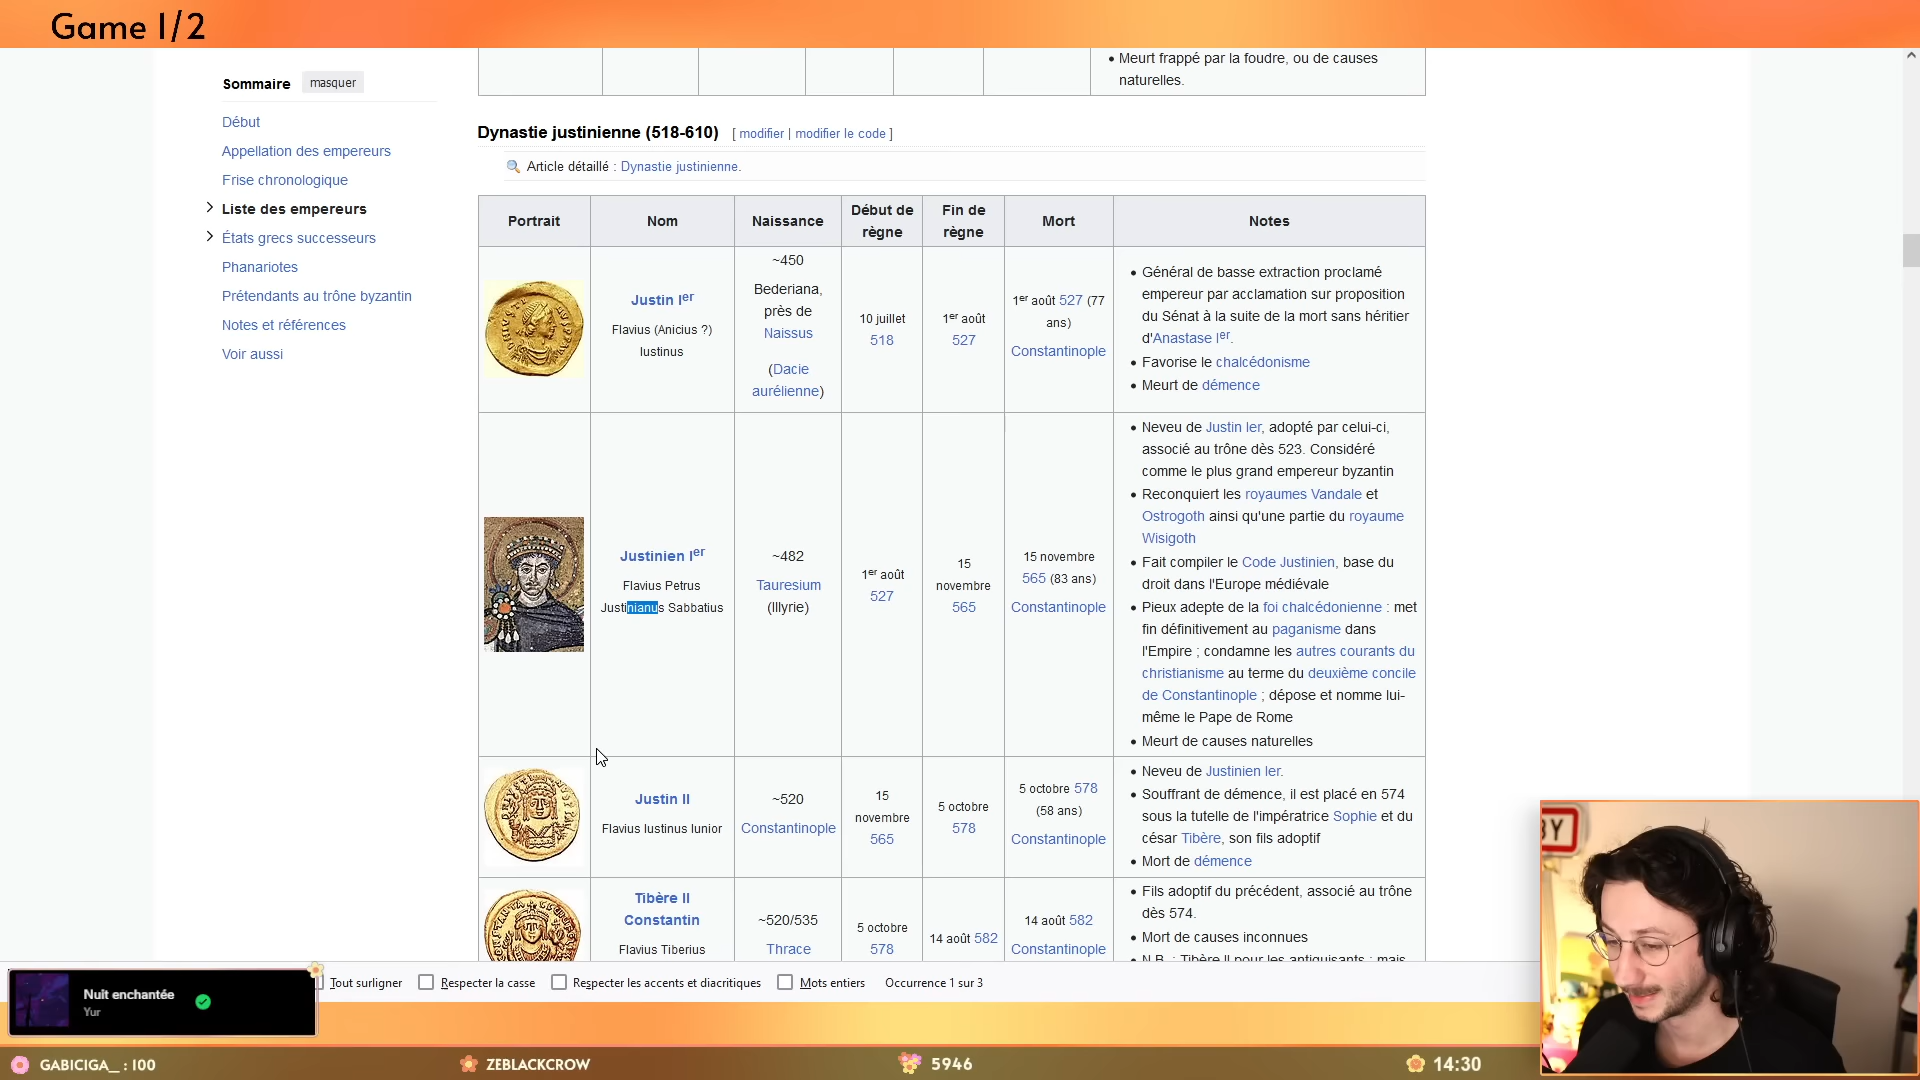 Game 1/2
Meurt frappé par la foudre, ou de causes
naturelles.
Sommaire masquer
Début
Appellation des empereurs
Frise chronologique
Liste des empereurs
États grecs successeurs
Phanariotes
Prétendants au trône byzantin
Notes et références
Voir aussi
Dynastie justinienne (518-610) [ modifier | modifier le code ]
Article détaillé : Dynastie justinienne.
Portrait
Nom
Naissance
Début de
règne
Fin de
règne
Mort
Notes
Justin Ier
Flavius (Anicius ?)
Iustinus
~450
Bederiana,
près de
Naissus
(Dacie
aurélienne)
10 juillet
518
1er août
527
1er août 527 (77
ans)
Constantinople
Général de basse extraction proclamé
empereur par acclamation sur proposition
du Sénat à la suite de la mort sans héritier
d'Anastase Ier.
Favorise le chalcédonisme
Meurt de démence
Justinien Ier
Flavius Petrus
Justinianus Sabbatius
~482
Tauresium
(Illyrie)
1er août
527
15
novembre
565
15 novembre
565 (83 ans)
Constantinople
Neveu de Justin Ier, adopté par celui-ci,
associé au trône dès 523. Considéré
comme le plus grand empereur byzantin
Reconquiert les royaumes Vandale et
Ostrogoth ainsi qu'une partie du royaume
Wisigoth
Fait compiler le Code Justinien, base du
droit dans l'Europe médiévale
Pieux adepte de la foi chalcédonienne : met
fin définitivement au paganisme dans
l'Empire ; condamne les autres courants du
christianisme au terme du deuxième concile
de Constantinople ; dépose et nomme lui-
même le Pape de Rome
Meurt de causes naturelles
Justin II
Flavius Iustinus Iunior
~520
Constantinople
15
novembre
565
5 octobre
578
5 octobre 578
(58 ans)
Constantinople
Neveu de Justinien Ier.
Souffrant de démence, il est placé en 574
sous la tutelle de l'impératrice Sophie et du
césar Tibère, son fils adoptif
Mort de démence
Tibère II
Constantin
Flavius Tiberius
~520/535
Thrace
5 octobre
578
14 août 582
14 août 582
Constantinople
Fils adoptif du précédent, associé au trône
dès 574.
Mort de causes inconnues
N.B. : Tibère II pour les antiquisants ; mais
Tout surligner Respecter la casse Respecter les accents et diacritiques Mots entiers Occurrence 1 sur 3
Nuit enchantée
Yur
BY
GABICIGA_ : 100 ZEBLACKCROW 5946 14:30